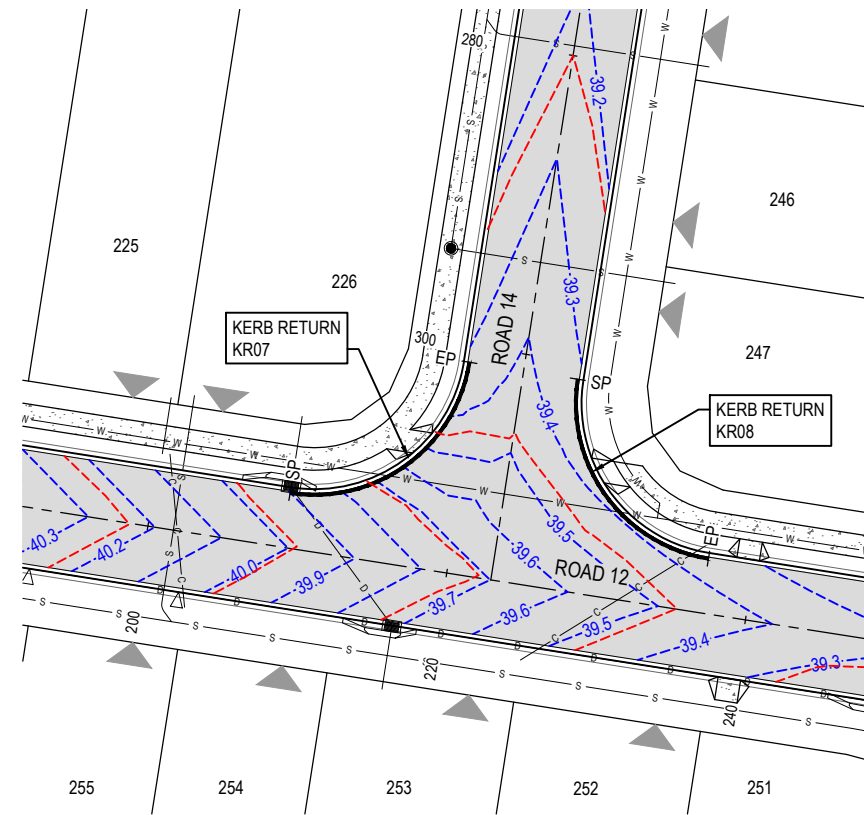 280
39.2
246
225
226
39.3
ROAD 14
KERB RETURN
KR07
300
EP
247
SP
39.4
KERB RETURN
KR08
SP
EP
40.3
40.2
40.0
39.9
39.7
39.6
39.5
39.6
39.5
39.4
39.3
ROAD 12
200
220
240
255
254
253
252
251
S
S
S
S
S
S
W
W
W
W
W
W
W
W
W
W
W
W
W
W
D
D
C
C
C
S
S
C
B
B
B
B
B
B
S
S
S
S
S
S
S
S
S
S
S